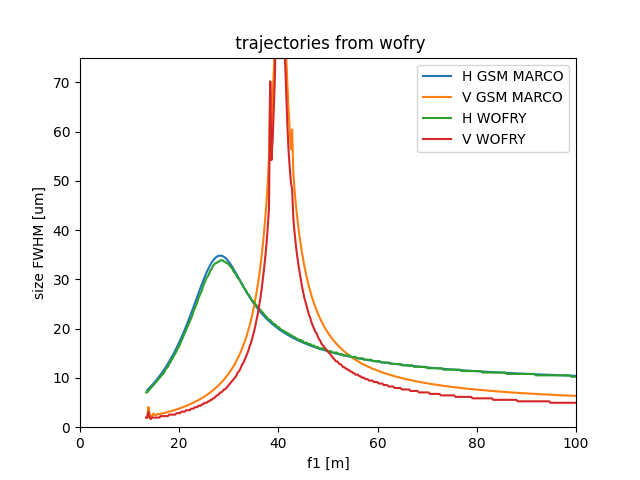 trajectories from wofry
H GSM MARCO
V GSM MARCO
H WOFRY
V WOFRY
size FWHM [um]
70
60
50
40
30
20
10
0
0 20 40 60 80 100
f1 [m]